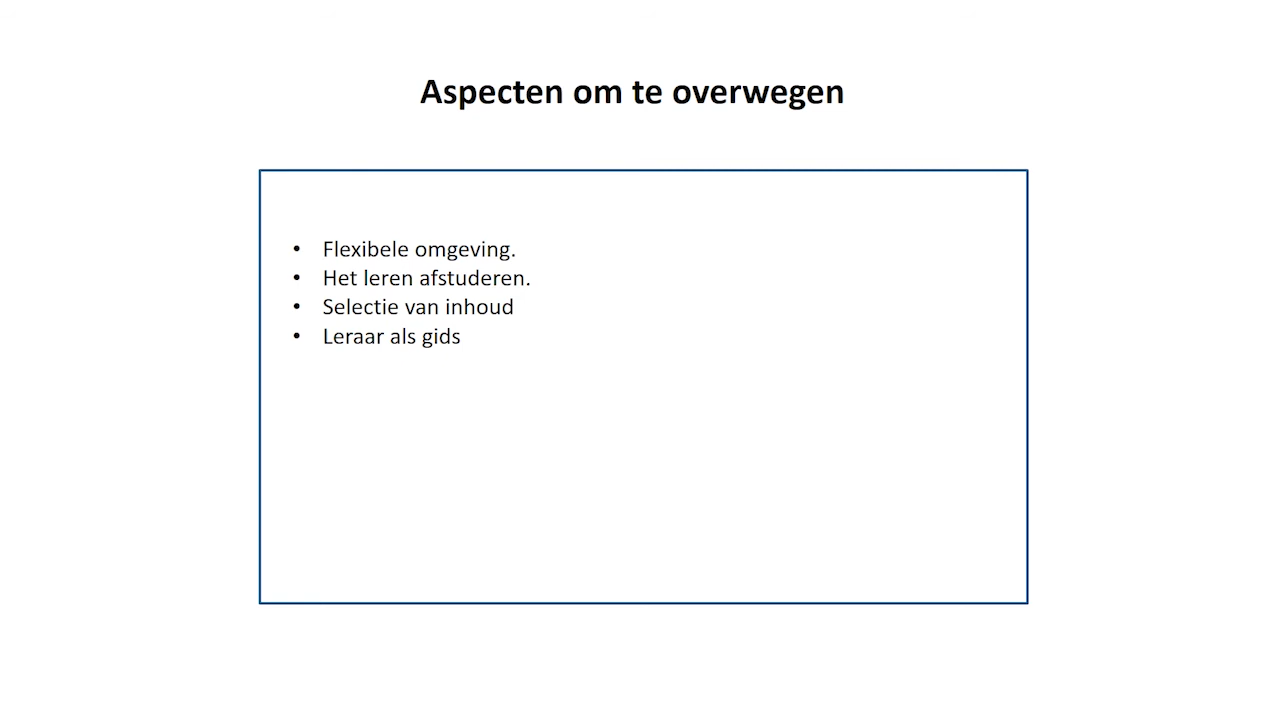 Aspecten om te overwegen
• Flexibele omgeving.
• Het leren afstuderen.
• Selectie van inhoud
• Leraar als gids